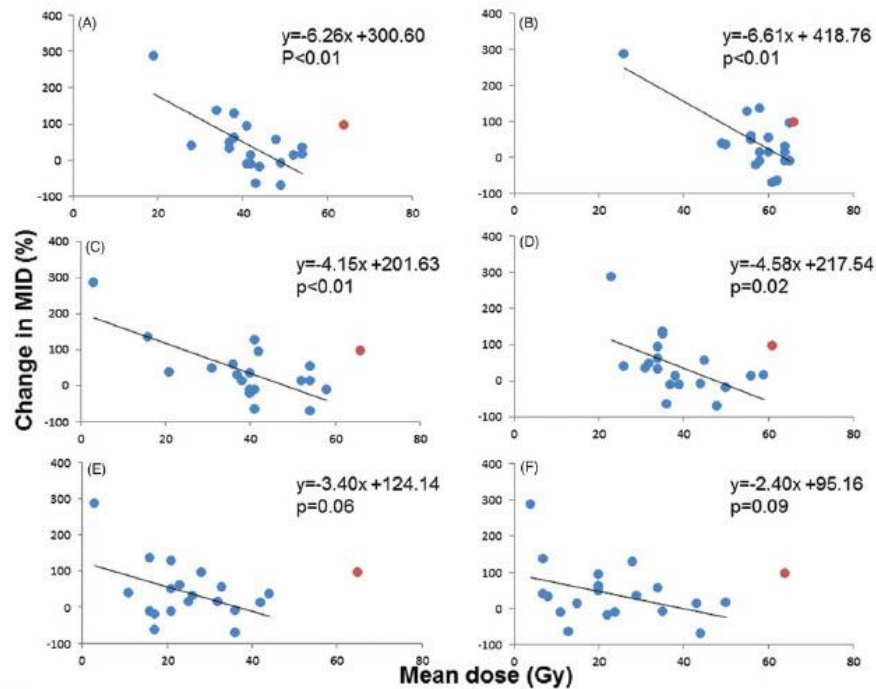 (A)
y=-6.26x +300.60
P<0.01
400
300
200
100
0
-100
0 20 40 60 80
(B)
y=-6.61x + 418.76
p<0.01
400
300
200
100
0
-100
0 20 40 60 80
Change in MID (%)
(C)
y=-4.15x +201.63
p<0.01
400
300
200
100
0
-100
0 20 40 60 80
(D)
y=-4.58x +217.54
p=0.02
400
300
200
100
0
-100
0 20 40 60 80
(E)
y=-3.40x +124.14
p=0.06
400
300
200
100
0
-100
0 20 40 60 80
(F)
y=-2.40x +95.16
p=0.09
400
300
200
100
0
-100
0 20 40 60 80
Mean dose (Gy)